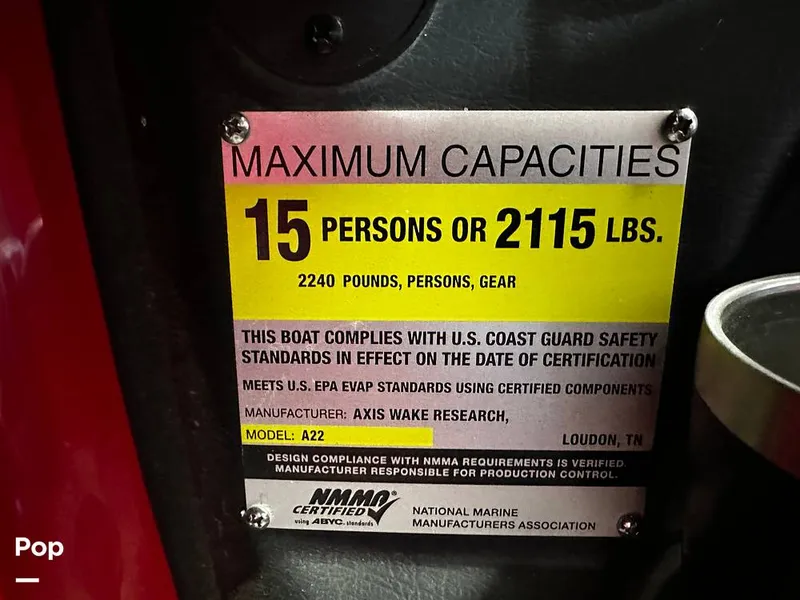 MAXIMUM CAPACITIES
15 PERSONS OR 2115 LBS.
2240 POUNDS, PERSONS, GEAR
THIS BOAT COMPLIES WITH U.S. COAST GUARD SAFETY
STANDARDS IN EFFECT ON THE DATE OF CERTIFICATION
MEETS U.S. EPA EVAP STANDARDS USING CERTIFIED COMPONENTS
MANUFACTURER: AXIS WAKE RESEARCH,
MODEL: A22 LOUDON, TN
DESIGN COMPLIANCE WITH NMMA REQUIREMENTS IS VERIFIED.
MANUFACTURER RESPONSIBLE FOR PRODUCTION CONTROL.
NMMA®
CERTIFIED
using ABYC standards
NATIONAL MARINE
MANUFACTURERS ASSOCIATION
Pop